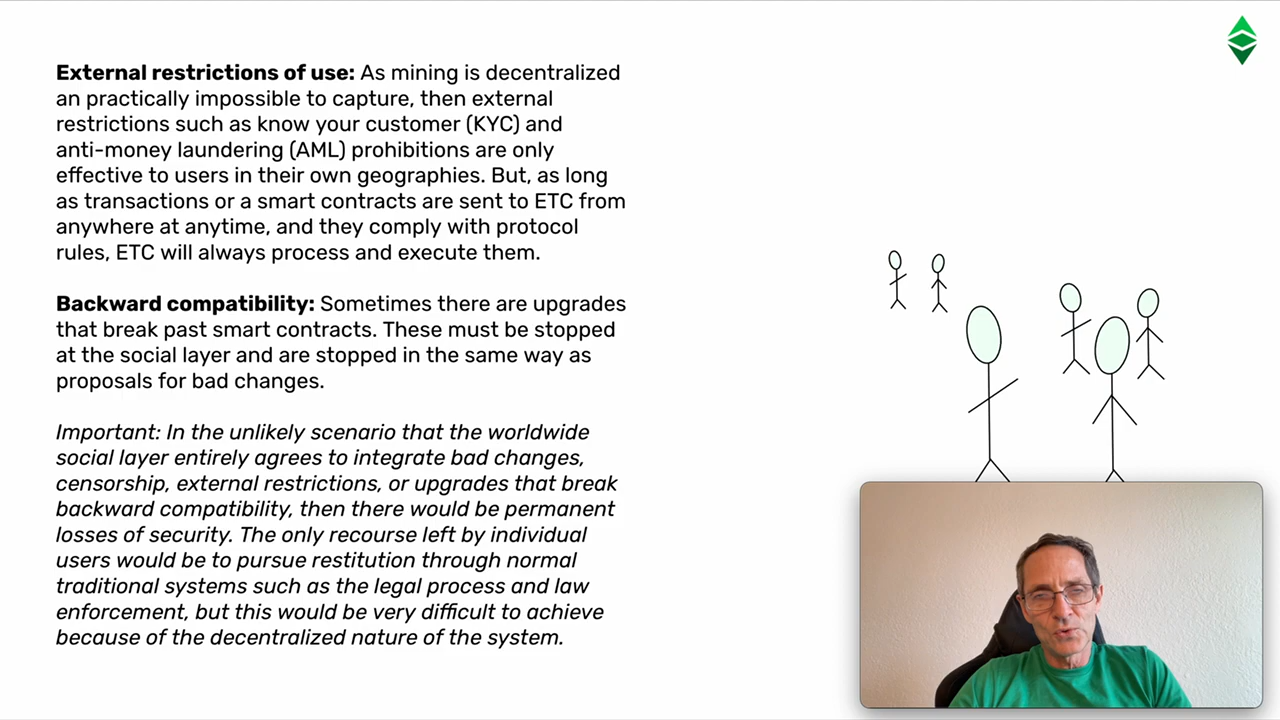 External restrictions of use: As mining is decentralized
an practically impossible to capture, then external
restrictions such as know your customer (KYC) and
anti-money laundering (AML) prohibitions are only
effective to users in their own geographies. But, as long
as transactions or a smart contracts are sent to ETC from
anywhere at anytime, and they comply with protocol
rules, ETC will always process and execute them.
Backward compatibility: Sometimes there are upgrades
that break past smart contracts. These must be stopped
at the social layer and are stopped in the same way as
proposals for bad changes.
Important: In the unlikely scenario that the worldwide
social layer entirely agrees to integrate bad changes,
censorship, external restrictions, or upgrades that break
backward compatibility, then there would be permanent
losses of security. The only recourse left by individual
users would be to pursue restitution through normal
traditional systems such as the legal process and law
enforcement, but this would be very difficult to achieve
because of the decentralized nature of the system.